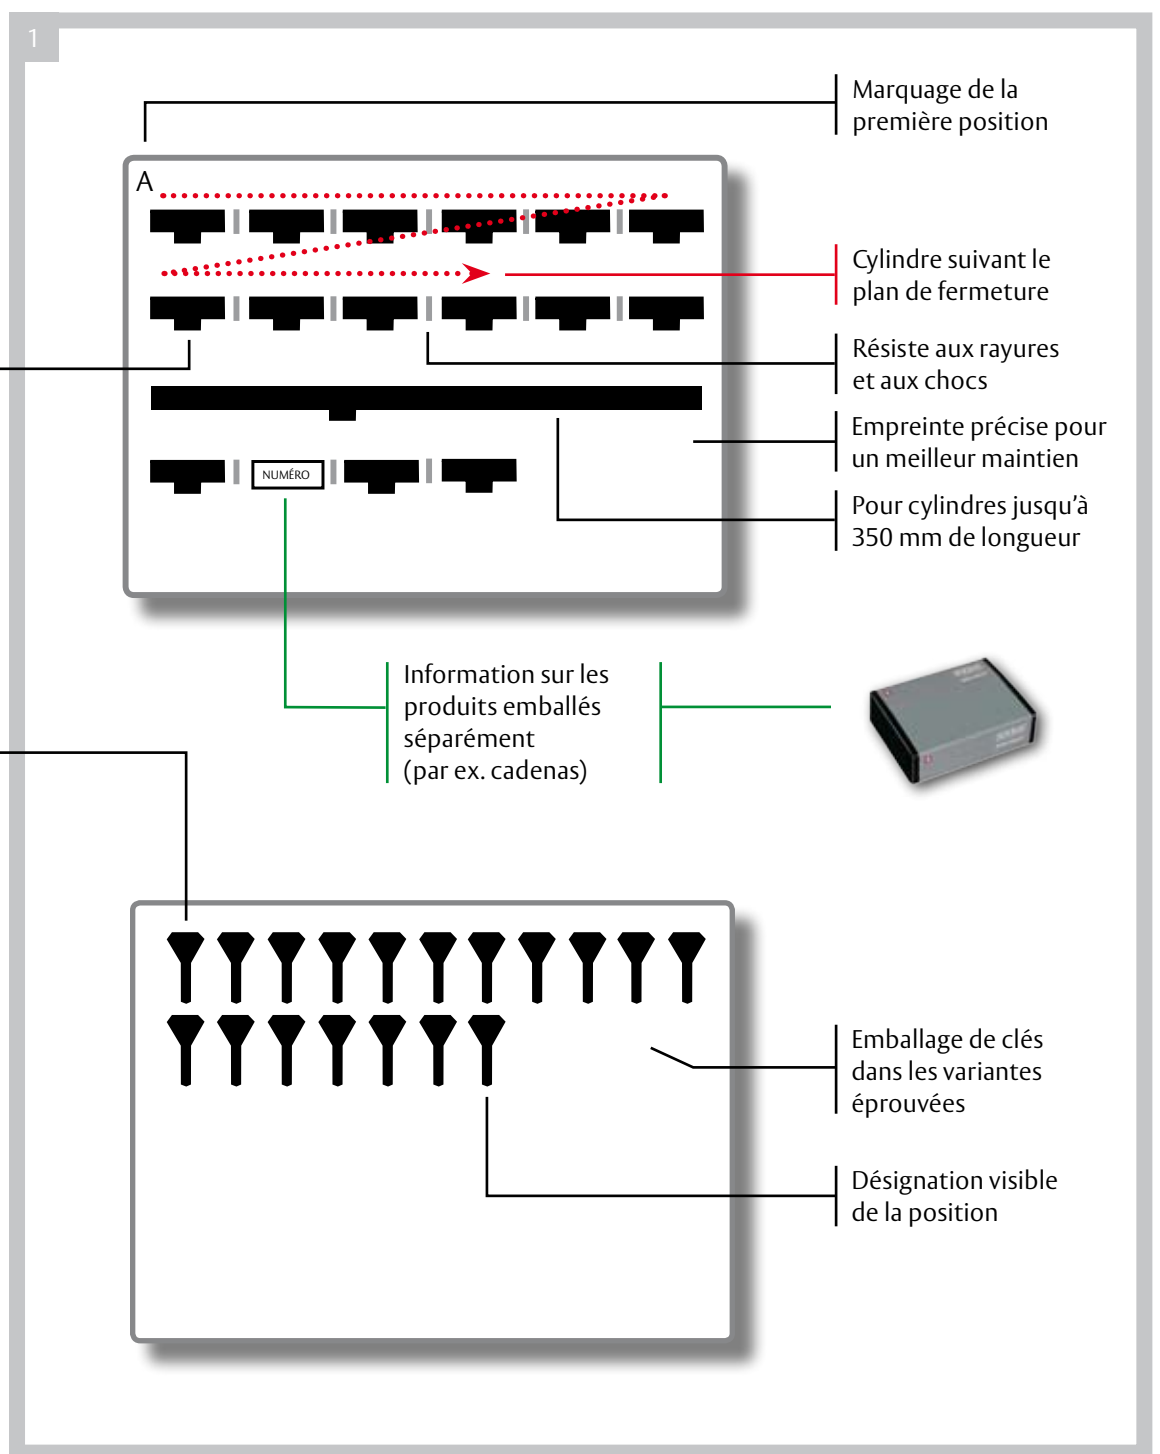 1
Marquage de la
première position
A
Cylindre suivant le
plan de fermeture
Résiste aux rayures
et aux chocs
Empreinte précise pour
un meilleur maintien
NUMÉRO
Pour cylindres jusqu'à
350 mm de longueur
Information sur les
produits emballés
séparément
(par ex. cadenas)
Emballage de clés
dans les variantes
éprouvées
Désignation visible
de la position